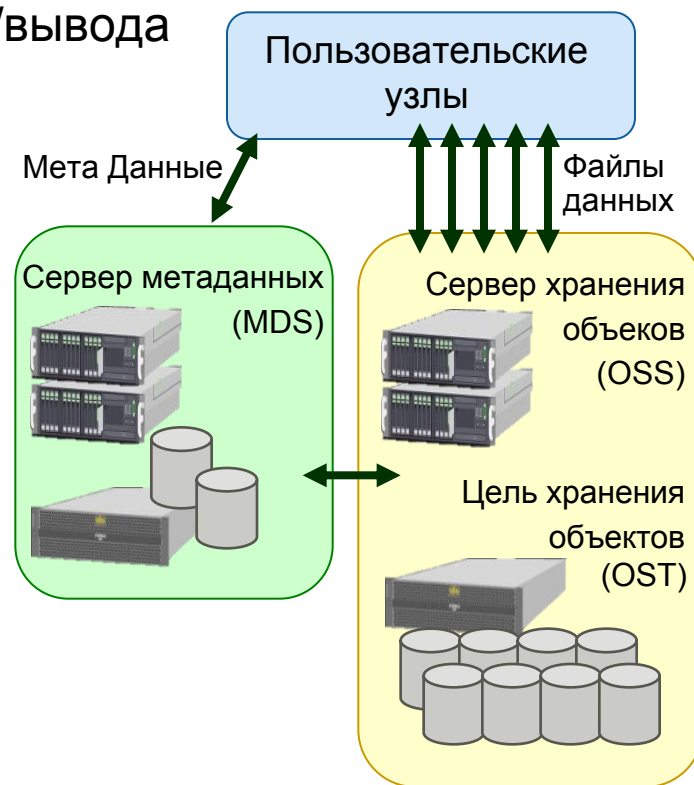 /вывода
Пользовательские
узлы
Мета Данные
Файлы
данных
Сервер метаданных
(MDS)
Сервер хранения
объеков
(OSS)
Цель хранения
объектов
(OST)